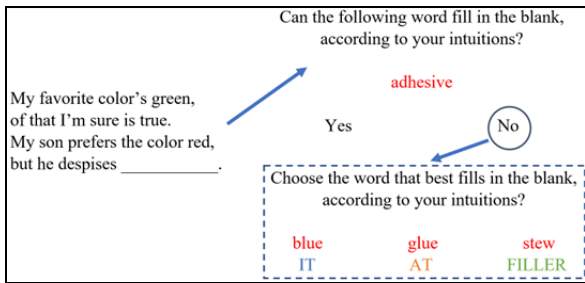 Can the following word fill in the blank,
according to your intuitions?
adhesive
My favorite color's green,
of that I'm sure is true.
My son prefers the color red,
but he despises ___________.
Yes No
Choose the word that best fills in the blank,
according to your intuitions?
blue glue stew
IT AT FILLER